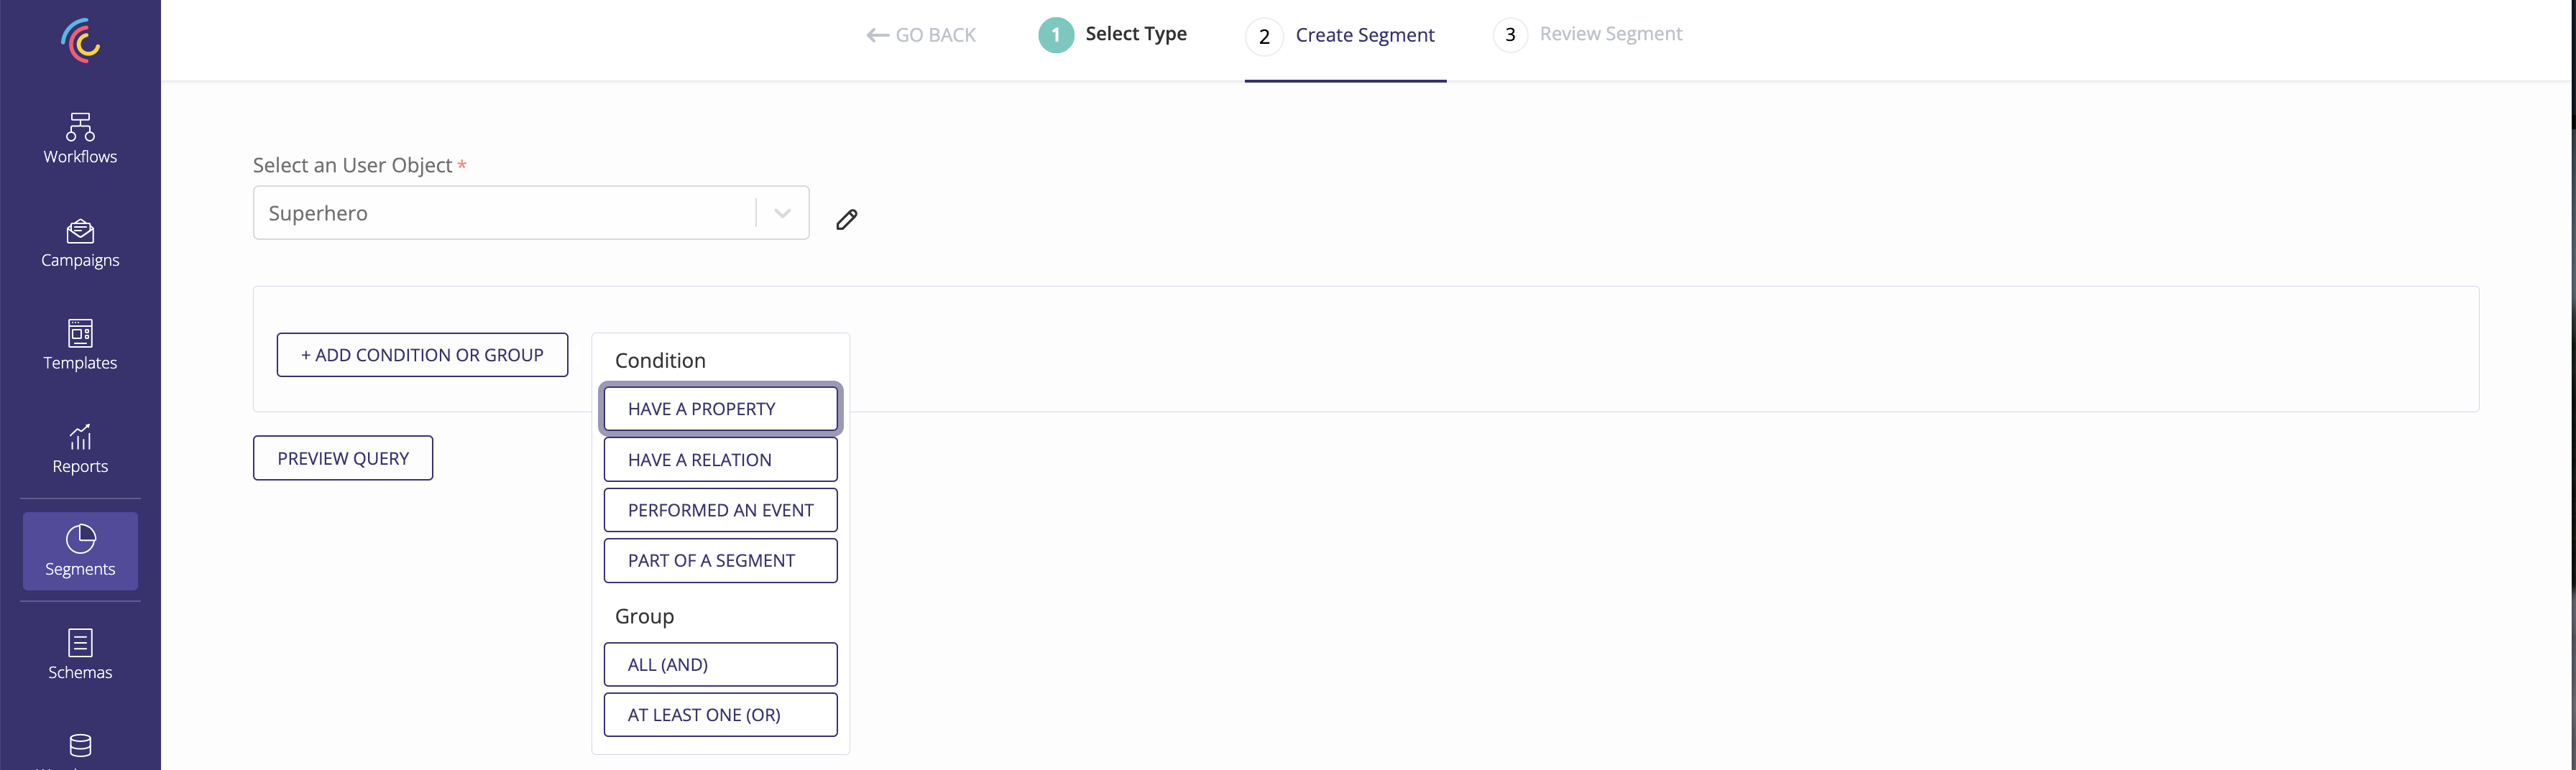 GO BACK
1 Select Type
2 Create Segment
3 Review Segment
Workflows
Campaigns
Templates
Reports
Segments
Schemas
Select an User Object *
Superhero
+ ADD CONDITION OR GROUP
Condition
HAVE A PROPERTY
HAVE A RELATION
PERFORMED AN EVENT
PART OF A SEGMENT
Group
ALL (AND)
AT LEAST ONE (OR)
PREVIEW QUERY